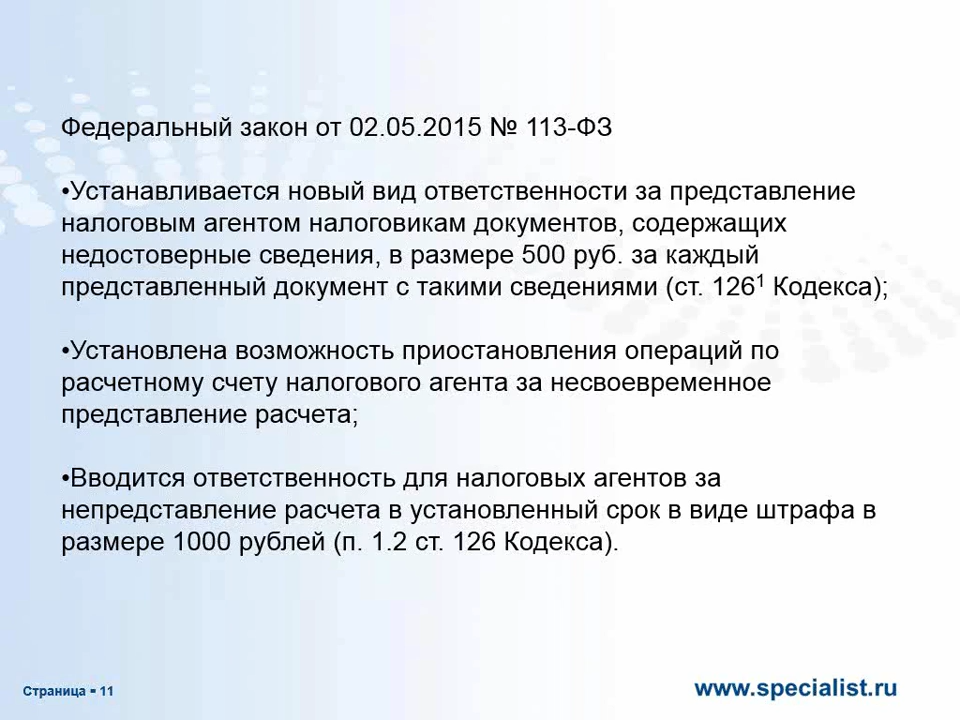 Федеральный закон от 02.05.2015 № 113-ФЗ
•Устанавливается новый вид ответственности за представление
налоговым агентом налоговикам документов, содержащих
недостоверные сведения, в размере 500 руб. за каждый
представленный документ с такими сведениями (ст. 126¹ Кодекса);
•Установлена возможность приостановления операций по
расчетному счету налогового агента за несвоевременное
представление расчета;
•Вводится ответственность для налоговых агентов за
непредставление расчета в установленный срок в виде штрафа в
размере 1000 рублей (п. 1.2 ст. 126 Кодекса).
Страница ▪ 11
www.specialist.ru